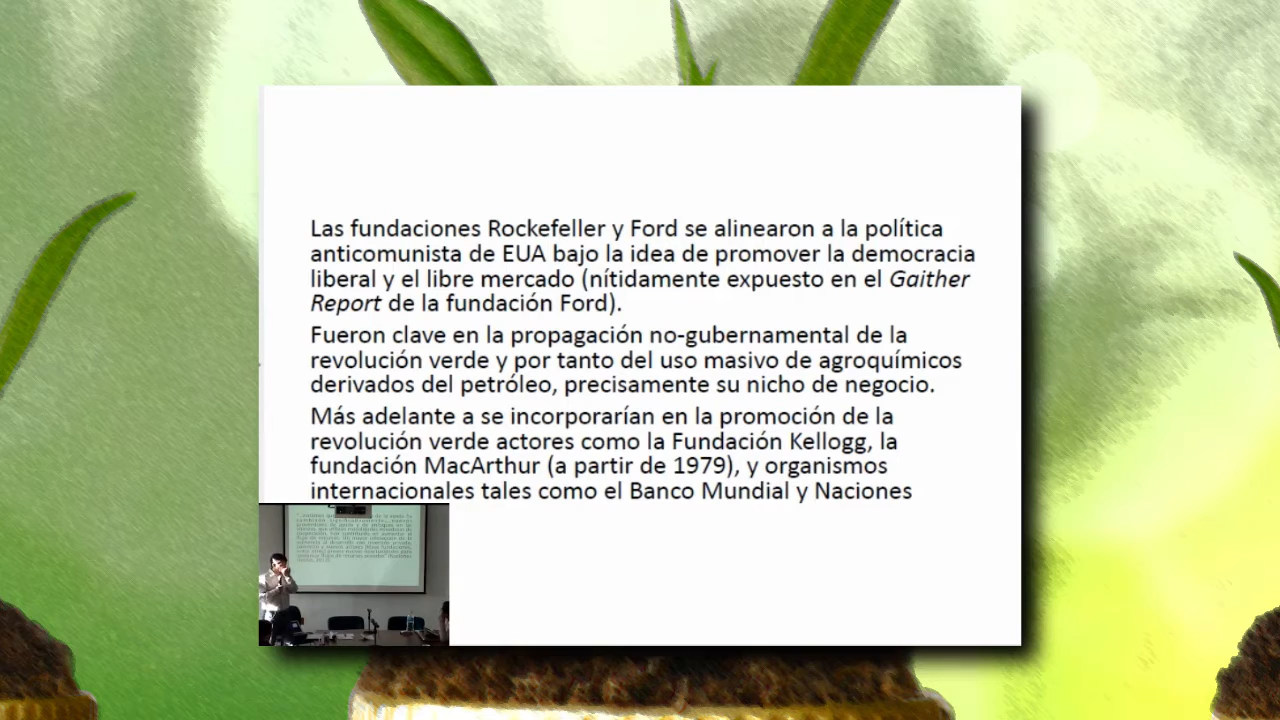 Las fundaciones Rockefeller y Ford se alinearon a la política
anticomunista de EUA bajo la idea de promover la democracia
liberal y el libre mercado (nítidamente expuesto en el Gaither
Report de la fundación Ford).
Fueron clave en la propagación no-gubernamental de la
revolución verde y por tanto del uso masivo de agroquímicos
derivados del petróleo, precisamente su nicho de negocio.
Más adelante a se incorporarían en la promoción de la
revolución verde actores como la Fundación Kellogg, la
fundación MacArthur (a partir de 1979), y organismos
internacionales tales como el Banco Mundial y Naciones